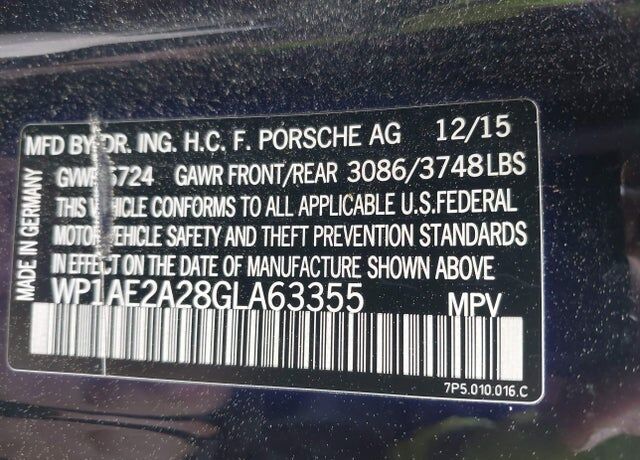 MFD BY DR. ING. H.C. F. PORSCHE AG 12/15
5724 GAWR FRONT/REAR 3086/3748LBS
THIS VEHICLE CONFORMS TO ALL APPLICABLE U.S.FEDERAL
MOTOR VEHICLE SAFETY AND THEFT PREVENTION STANDARDS
IN EFFECT ON THE DATE OF MANUFACTURE SHOWN ABOVE
WP1AE2A28GLA63355 MPV
7P5.010.016.C
MADE IN GERMANY